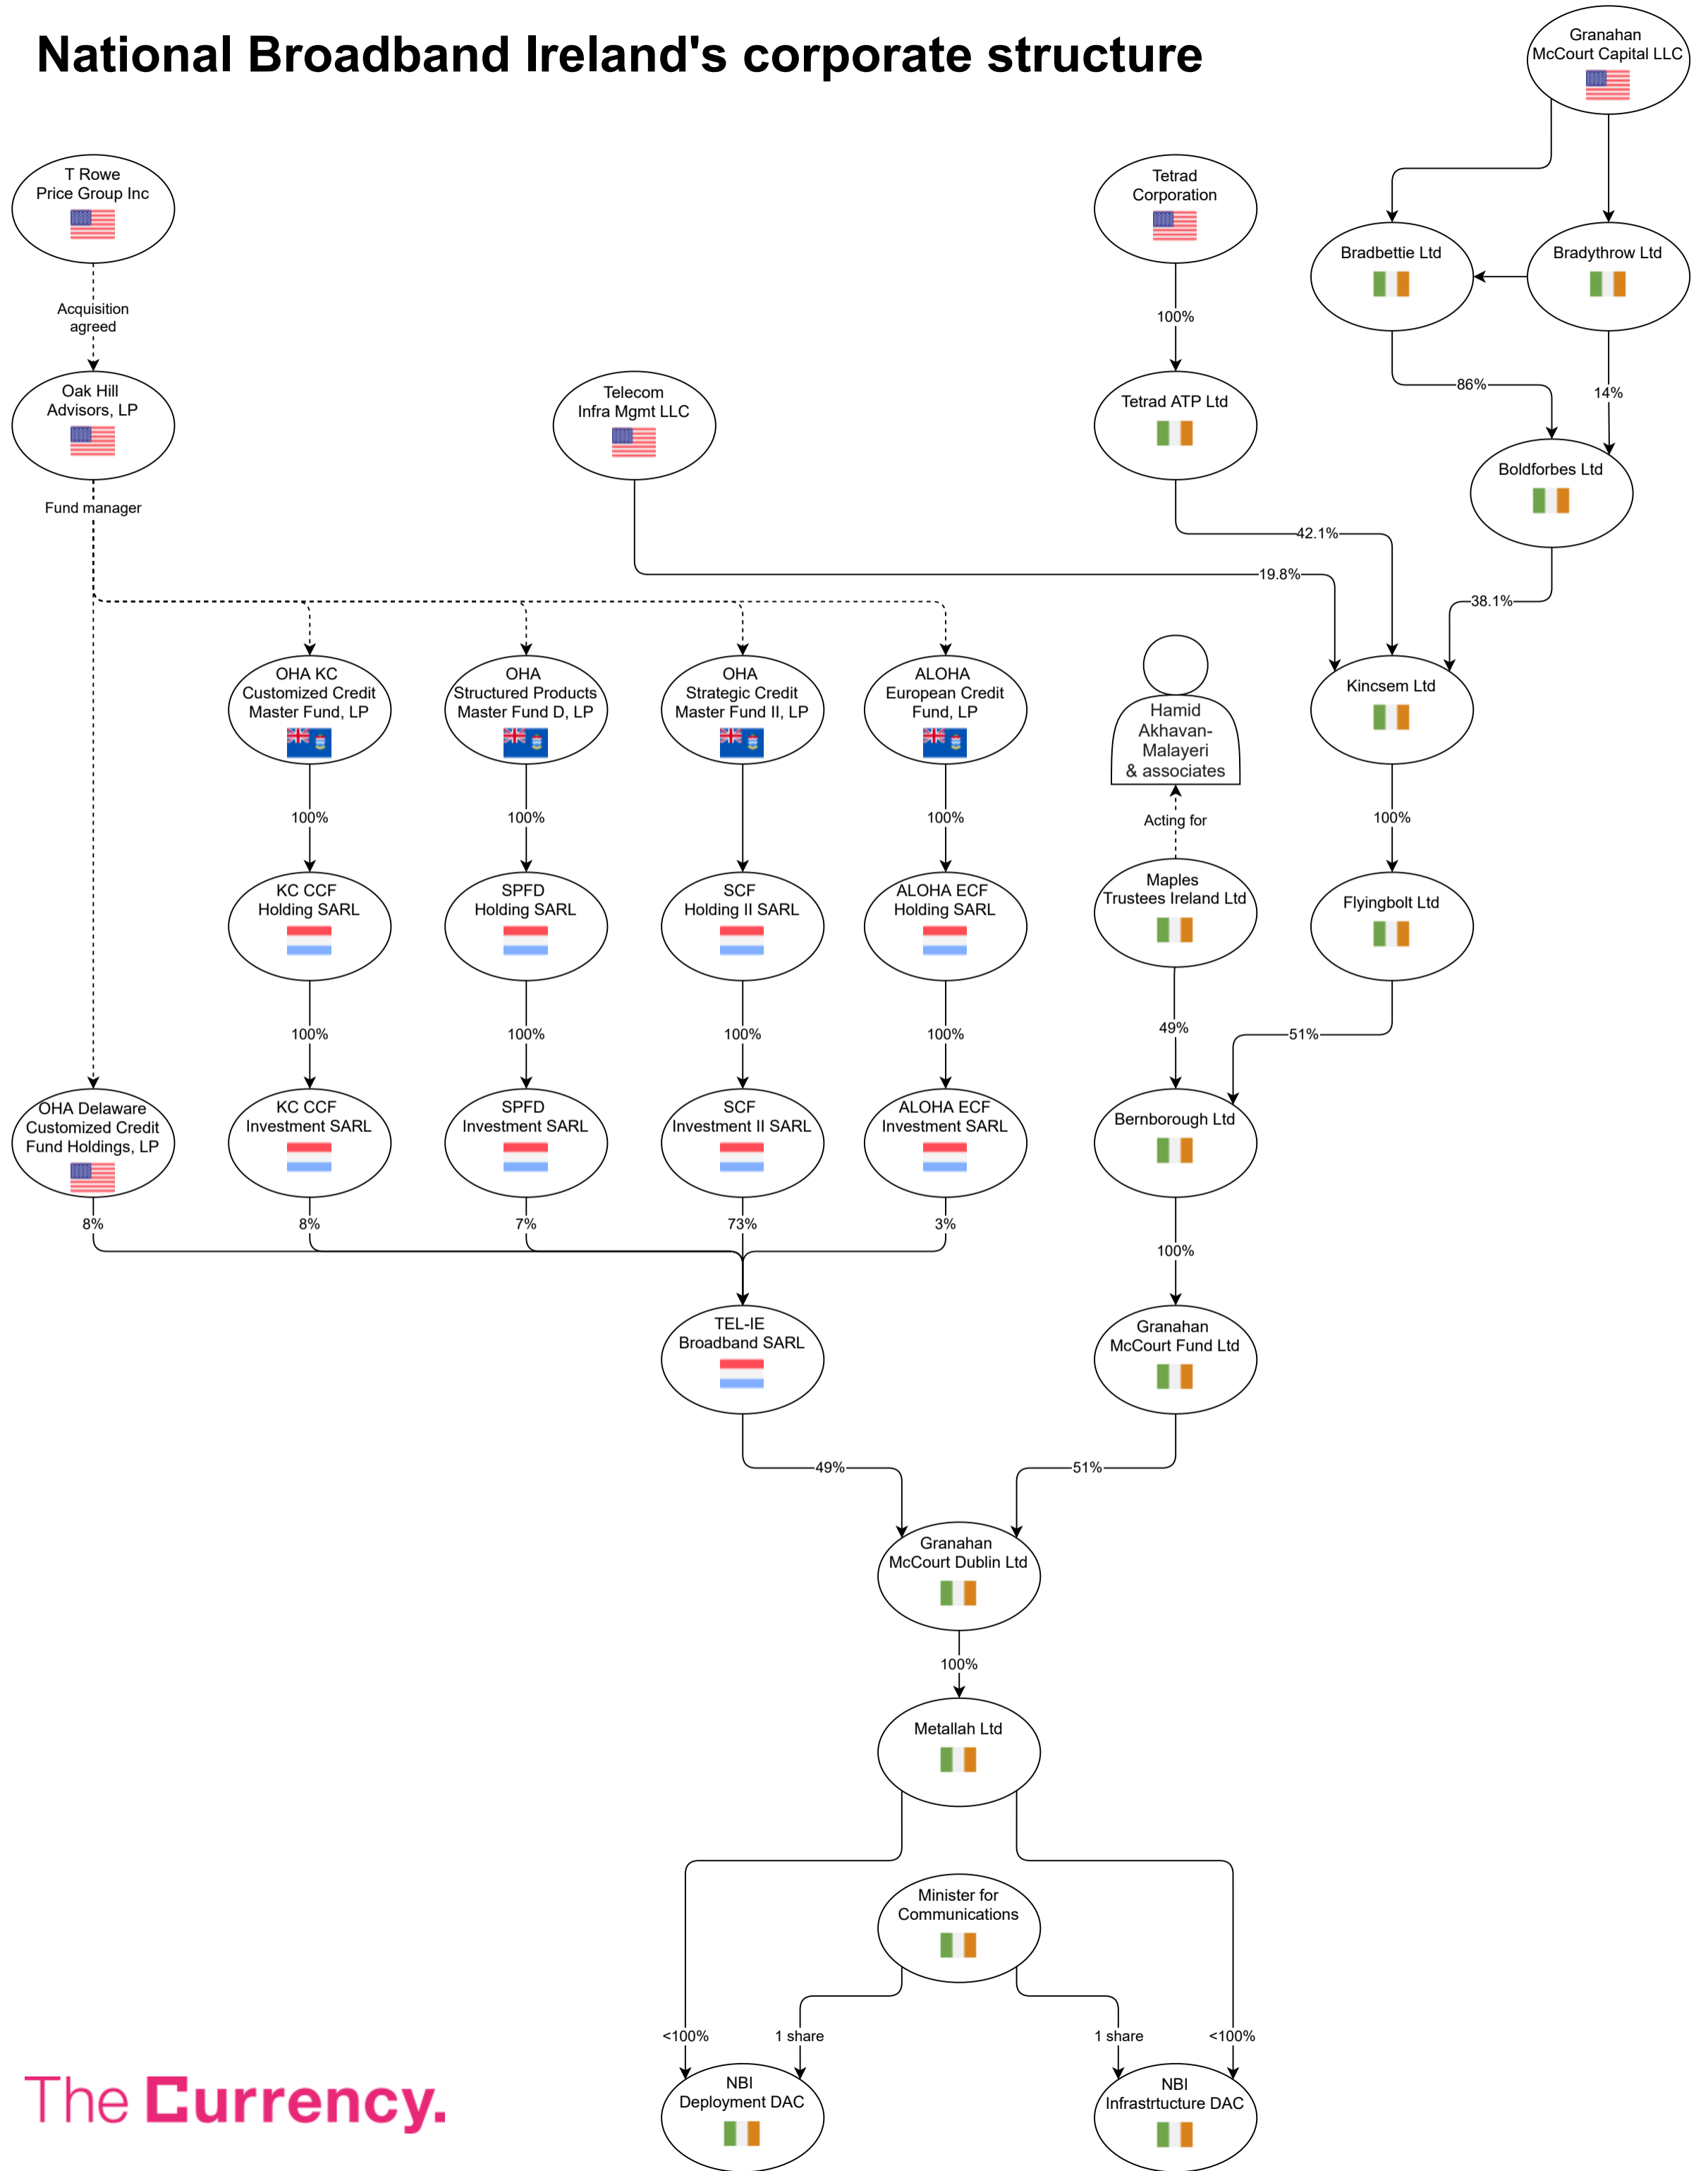 National Broadband Ireland's corporate structure
Granahan
McCourt Capital LLC
T Rowe
Price Group Inc
Tetrad
Corporation
Bradbettie Ltd
Bradythrow Ltd
Acquisition
agreed
100%
86%
14%
Oak Hill
Advisors, LP
Telecom
Infra Mgmt LLC
Tetrad ATP Ltd
Boldforbes Ltd
Fund manager
42.1%
19.8%
38.1%
OHA KC
Customized Credit
Master Fund, LP
OHA
Structured Products
Master Fund D, LP
OHA
Strategic Credit
Master Fund II, LP
ALOHA
European Credit
Fund, LP
Hamid
Akhavan-
Malayeri
& associates
Kincsem Ltd
100%
100%
100%
Acting for
100%
KC CCF
Holding SARL
SPFD
Holding SARL
SCF
Holding II SARL
ALOHA ECF
Holding SARL
Maples
Trustees Ireland Ltd
Flyingbolt Ltd
100%
100%
100%
100%
49%
51%
OHA Delaware
Customized Credit
Fund Holdings, LP
KC CCF
Investment SARL
SPFD
Investment SARL
SCF
Investment II SARL
ALOHA ECF
Investment SARL
Bernborough Ltd
8%
8%
7%
73%
3%
100%
TEL-IE
Broadband SARL
Granahan
McCourt Fund Ltd
49%
51%
Granahan
McCourt Dublin Ltd
100%
Metallah Ltd
Minister for
Communications
<100%
1 share
1 share
<100%
NBI
Deployment DAC
NBI
Infrastrtucture DAC
The Currency.